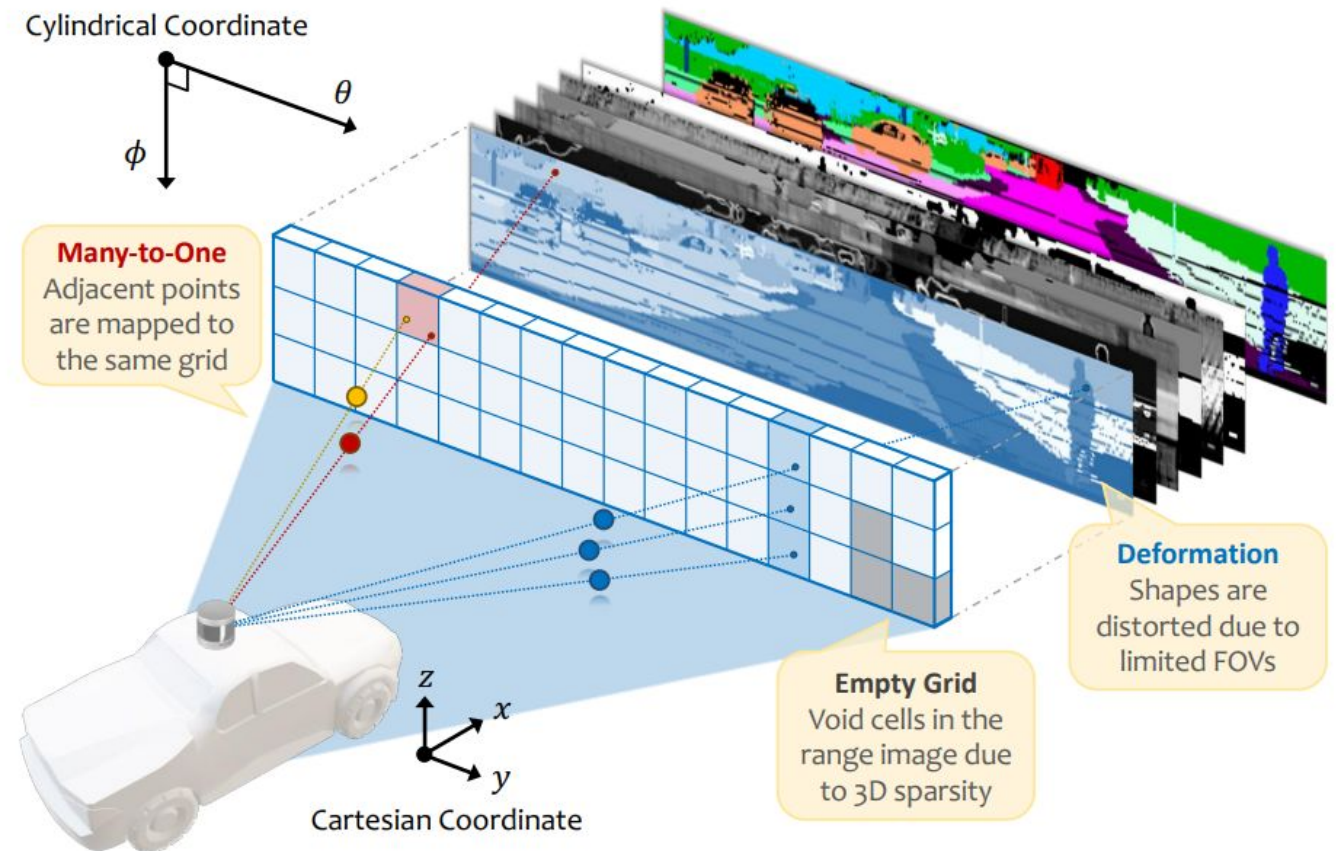 Cylindrical Coordinate
θ
ϕ
Many-to-One
Adjacent points
are mapped to
the same grid
Deformation
Shapes are
distorted due to
limited FOVs
Empty Grid
Void cells in the
range image due
to 3D sparsity
z
x
y
Cartesian Coordinate